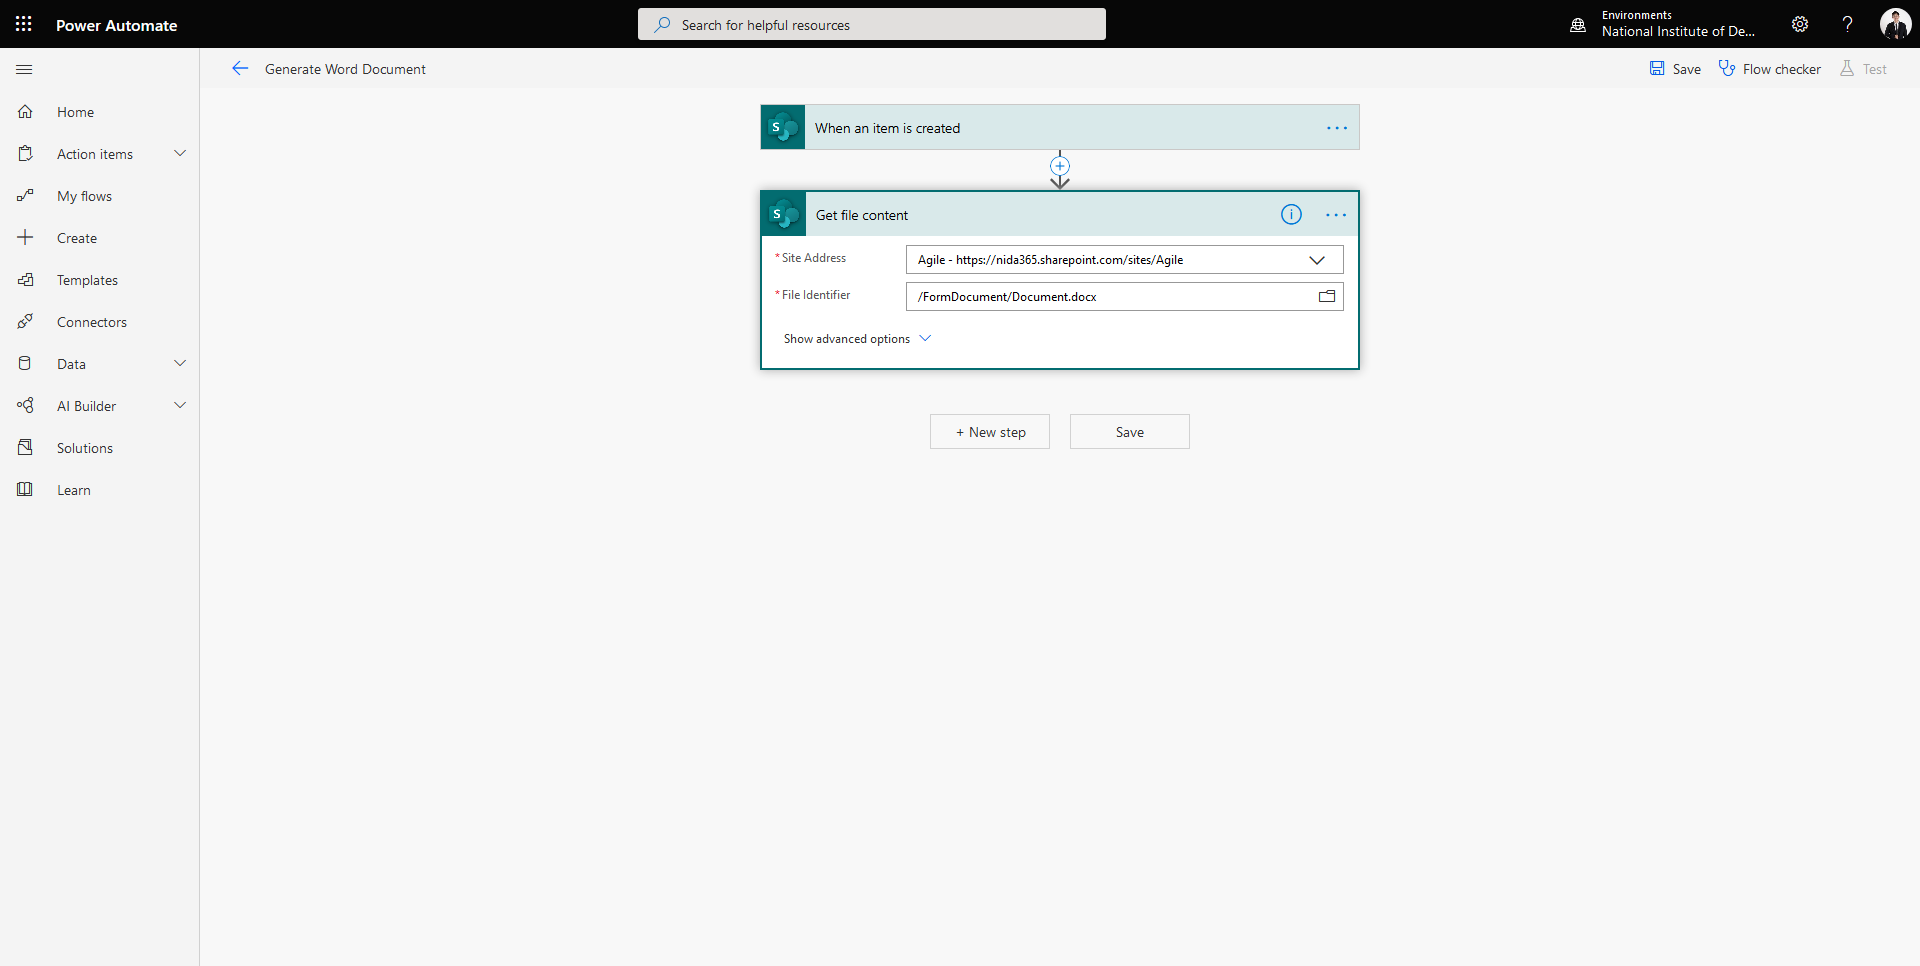 Power Automate
Search for helpful resources
Environments
National Institute of De...
?
Generate Word Document
Save
Flow checker
Test
Home
Action items
My flows
Create
Templates
Connectors
Data
AI Builder
Solutions
Learn
S
When an item is created
...
S
Get file content
i
...
* Site Address
Agile - https://nida365.sharepoint.com/sites/Agile
* File Identifier
/FormDocument/Document.docx
Show advanced options
+ New step
Save